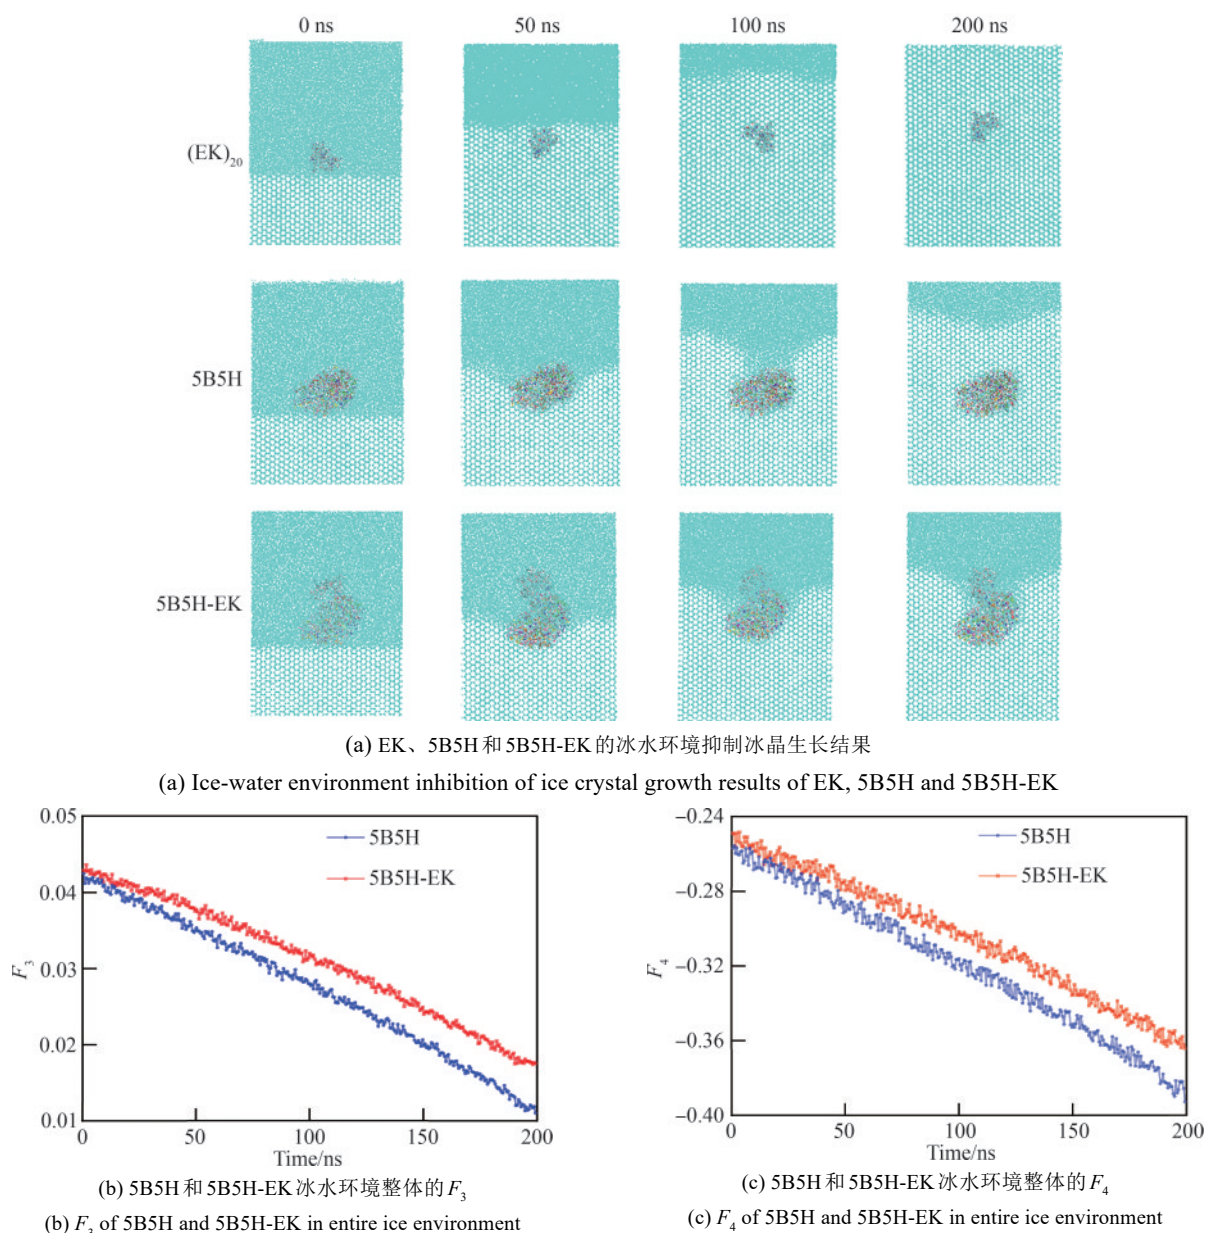 0 ns 50 ns 100 ns 200 ns
(EK)₂₀
5B5H
5B5H-EK
(a) EK、5B5H和5B5H-EK的冰水环境抑制冰晶生长结果
(a) Ice-water environment inhibition of ice crystal growth results of EK, 5B5H and 5B5H-EK
0.05
0.04
0.03
0.02
0.01
F₃
5B5H
5B5H-EK
0 50 100 150 200
Time/ns
(b) 5B5H和5B5H-EK冰水环境整体的F₃
(b) F₃ of 5B5H and 5B5H-EK in entire ice environment
−0.24
−0.28
−0.32
−0.36
−0.40
F₄
5B5H
5B5H-EK
0 50 100 150 200
Time/ns
(c) 5B5H和5B5H-EK冰水环境整体的F₄
(c) F₄ of 5B5H and 5B5H-EK in entire ice environment